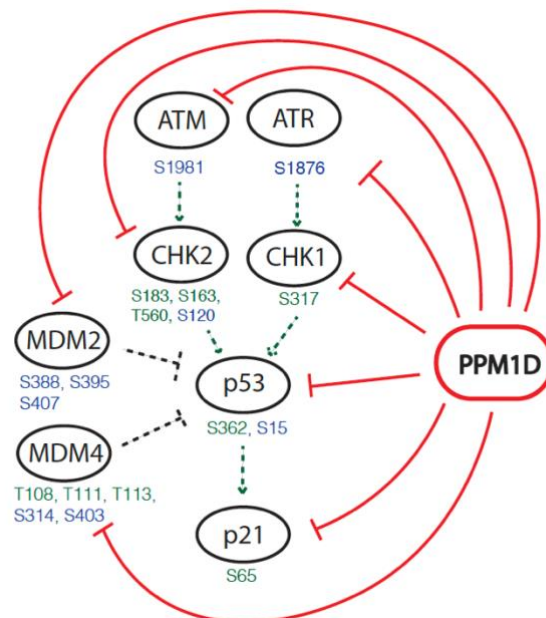 ATM
ATR
S1981
S1876
CHK2
CHK1
S183, S163,
T560, S120
S317
MDM2
S388, S395
S407
p53
PPM1D
S362, S15
MDM4
T108, T111, T113,
S314, S403
p21
S65